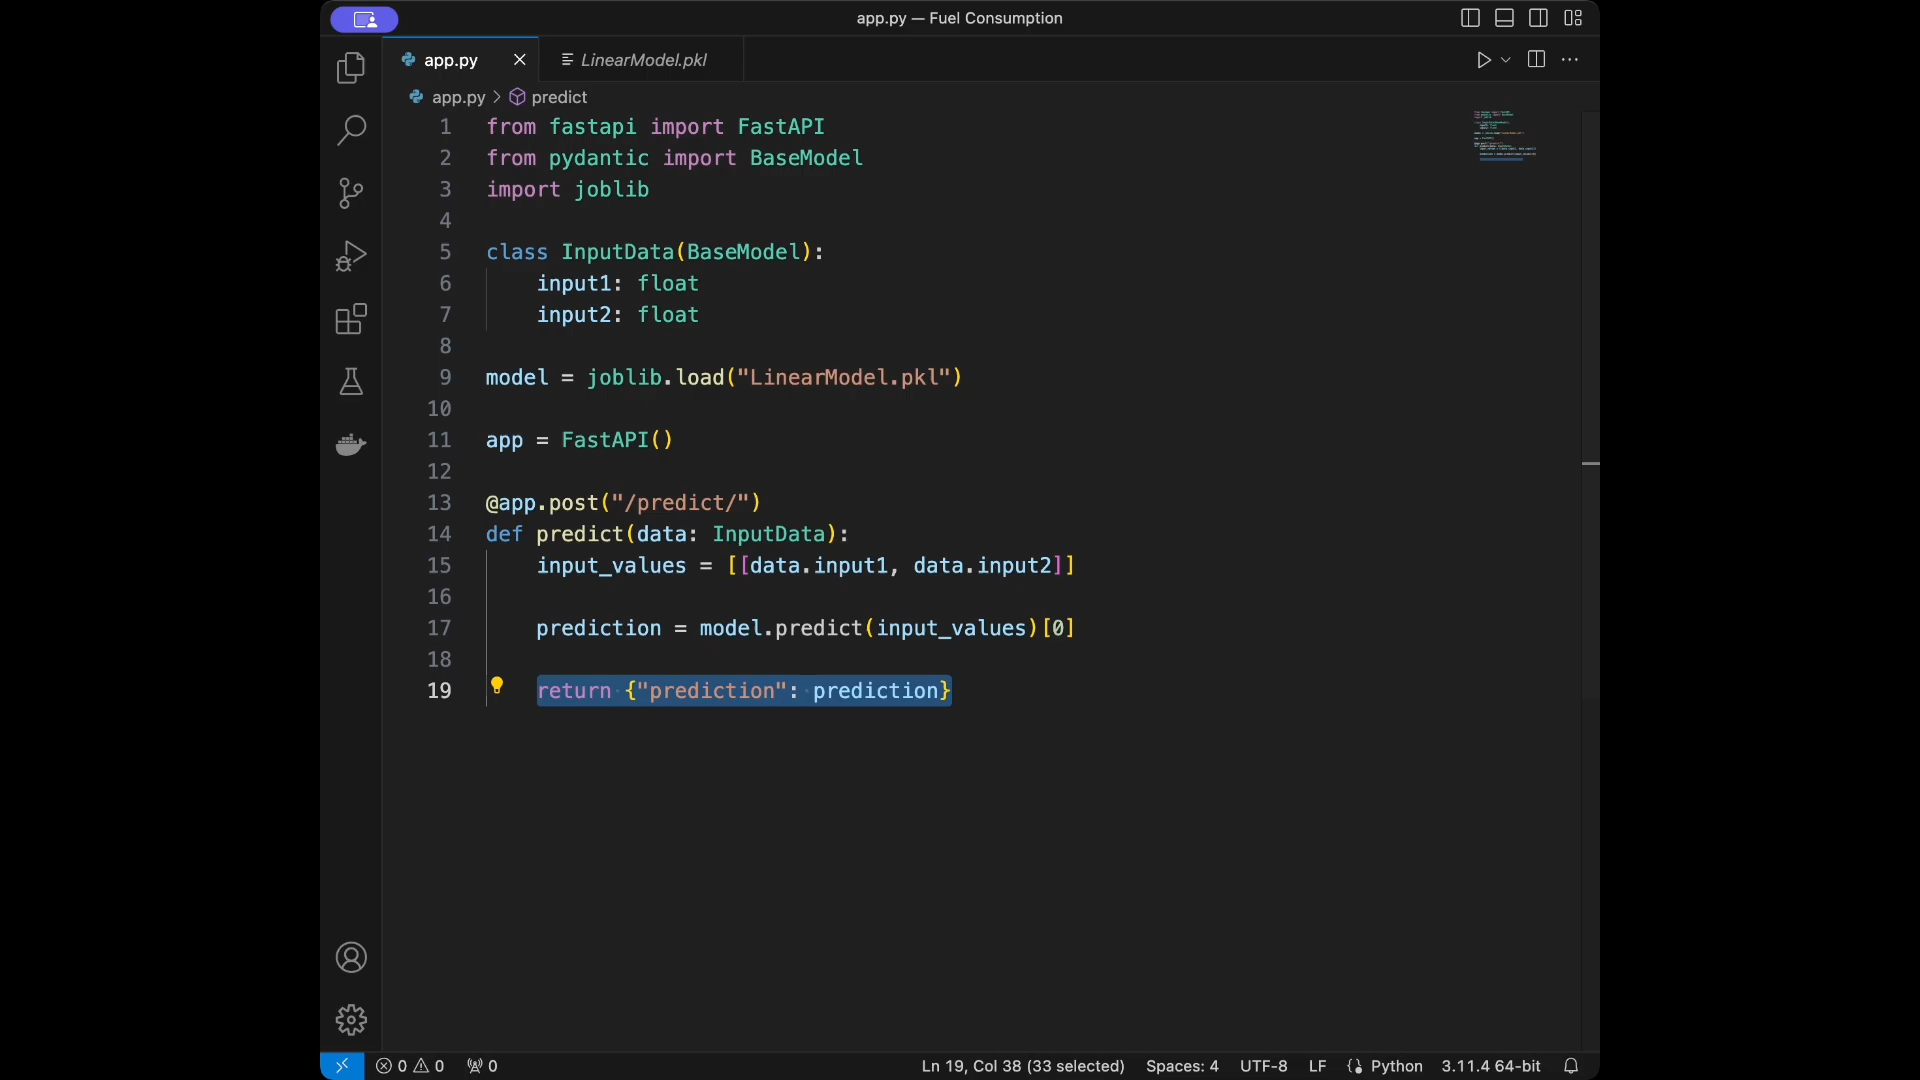 app.py — Fuel Consumption
app.py
LinearModel.pkl
app.py > predict
1 from fastapi import FastAPI
2 from pydantic import BaseModel
3 import joblib
4
5 class InputData(BaseModel):
6 input1: float
7 input2: float
8
9 model = joblib.load("LinearModel.pkl")
10
11 app = FastAPI()
12
13 @app.post("/predict/")
14 def predict(data: InputData):
15 input_values = [[data.input1, data.input2]]
16
17 prediction = model.predict(input_values)[0]
18
19 return {"prediction": prediction}
0 0 0 Ln 19, Col 38 (33 selected) Spaces: 4 UTF-8 LF Python 3.11.4 64-bit